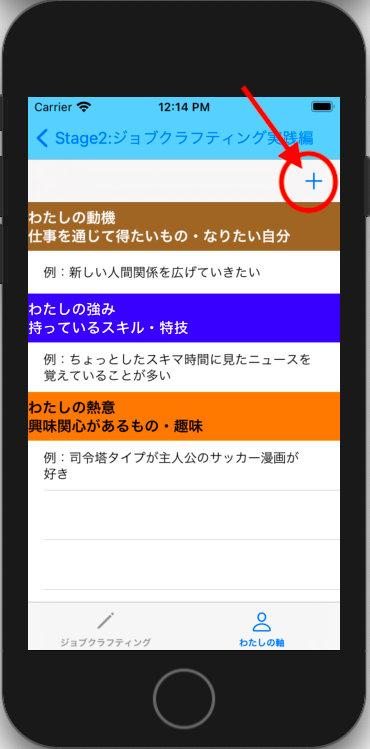 Carrier 12:14 PM
Stage2:ジョブクラフティング実践編
わたしの動機
仕事を通じて得たいもの・なりたい自分
例：新しい人間関係を広げていきたい
わたしの強み
持っているスキル・特技
例：ちょっとしたスキマ時間に見たニュースを
覚えていることが多い
わたしの熱意
興味関心があるもの・趣味
例：司令塔タイプが主人公のサッカー漫画が
好き
ジョブクラフティング わたしの軸